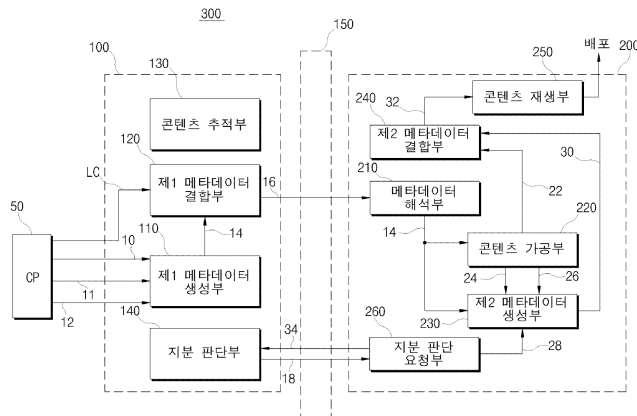 300
150
100
200
배포
130
250
콘텐츠 추적부
콘텐츠 재생부
120
240
32
제2 메타데이터
결합부
30
LC
제1 메타데이터
결합부
16
210
메타데이터
해석부
22
220
50
CP
10
110
14
14
콘텐츠 가공부
제1 메타데이터
생성부
24
26
11
12
제2 메타데이터
생성부
230
140
34
260
지분 판단부
지분 판단
요청부
28
18